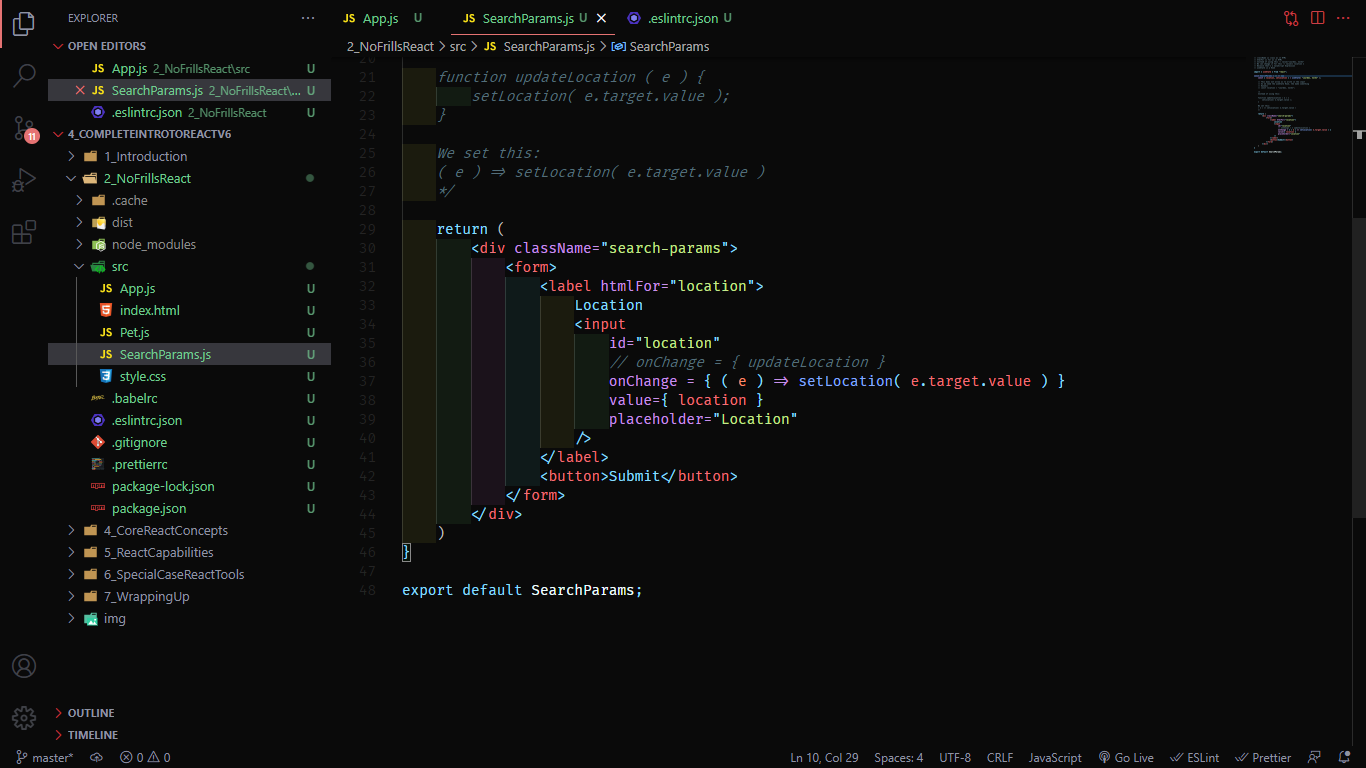 EXPLORER
OPEN EDITORS
JS App.js 2_NoFrillsReact\src U
JS SearchParams.js 2_NoFrillsReact\... U
.eslintrc.json 2_NoFrillsReact U
4_COMPLETEINTROTOREACTV6
1_Introduction
2_NoFrillsReact
.cache
dist
node_modules
src
JS App.js U
index.html U
JS Pet.js U
JS SearchParams.js U
style.css U
.babelrc U
.eslintrc.json U
.gitignore U
.prettierrc U
package-lock.json U
package.json U
4_CoreReactConcepts
5_ReactCapabilities
6_SpecialCaseReactTools
7_WrappingUp
img
OUTLINE
TIMELINE
11
JS App.js U
JS SearchParams.js U
.eslintrc.json U
2_NoFrillsReact > src > JS SearchParams.js > SearchParams
20
21 function updateLocation ( e ) {
22 setLocation( e.target.value );
23 }
24
25 We set this:
26 ( e ) => setLocation( e.target.value )
27 */
28
29 return (
30 <div className="search-params">
31 <form>
32 <label htmlFor="location">
33 Location
34 <input
35 id="location"
36 // onChange = { updateLocation }
37 onChange = { ( e ) => setLocation( e.target.value ) }
38 value={ location }
39 placeholder="Location"
40 />
41 </label>
42 <button>Submit</button>
43 </form>
44 </div>
45 )
46 }
47
48 export default SearchParams;
master* 0 0 Ln 10, Col 29 Spaces: 4 UTF-8 CRLF JavaScript Go Live ESLint Prettier